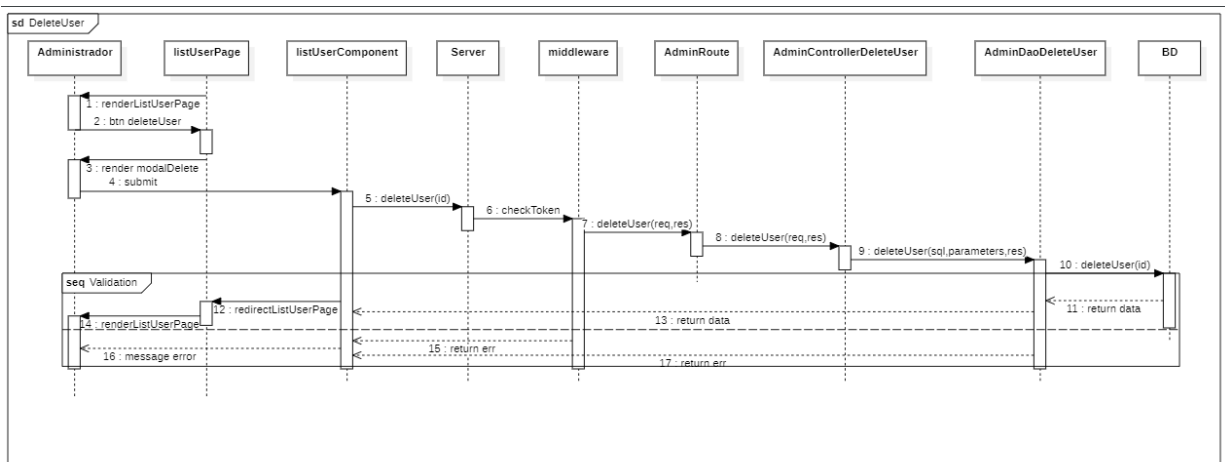 sd DeleteUser
Administrador
listUserPage
listUserComponent
Server
middleware
AdminRoute
AdminControllerDeleteUser
AdminDaoDeleteUser
BD
1 : renderListUserPage
2 : btn deleteUser
3 : render modalDelete
4 : submit
5 : deleteUser(id)
6 : checkToken
7 : deleteUser(req,res)
8 : deleteUser(req,res)
9 : deleteUser(sql,parameters,res)
10 : deleteUser(id)
seq Validation
12 : redirectListUserPage
11 : return data
14 : renderListUserPage
13 : return data
15 : return err
16 : message error
17 : return err